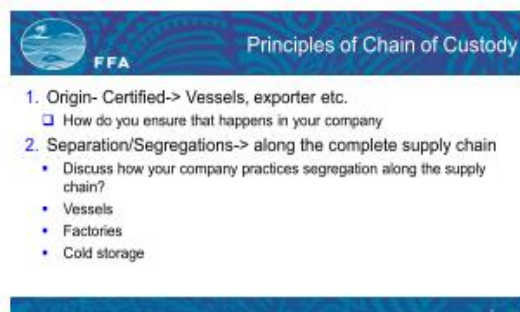 FFA
Principles of Chain of Custody
1. Origin- Certified-> Vessels, exporter etc.
How do you ensure that happens in your company
2. Separation/Segregations-> along the complete supply chain
• Discuss how your company practices segregation along the supply
chain?
• Vessels
• Factories
• Cold storage